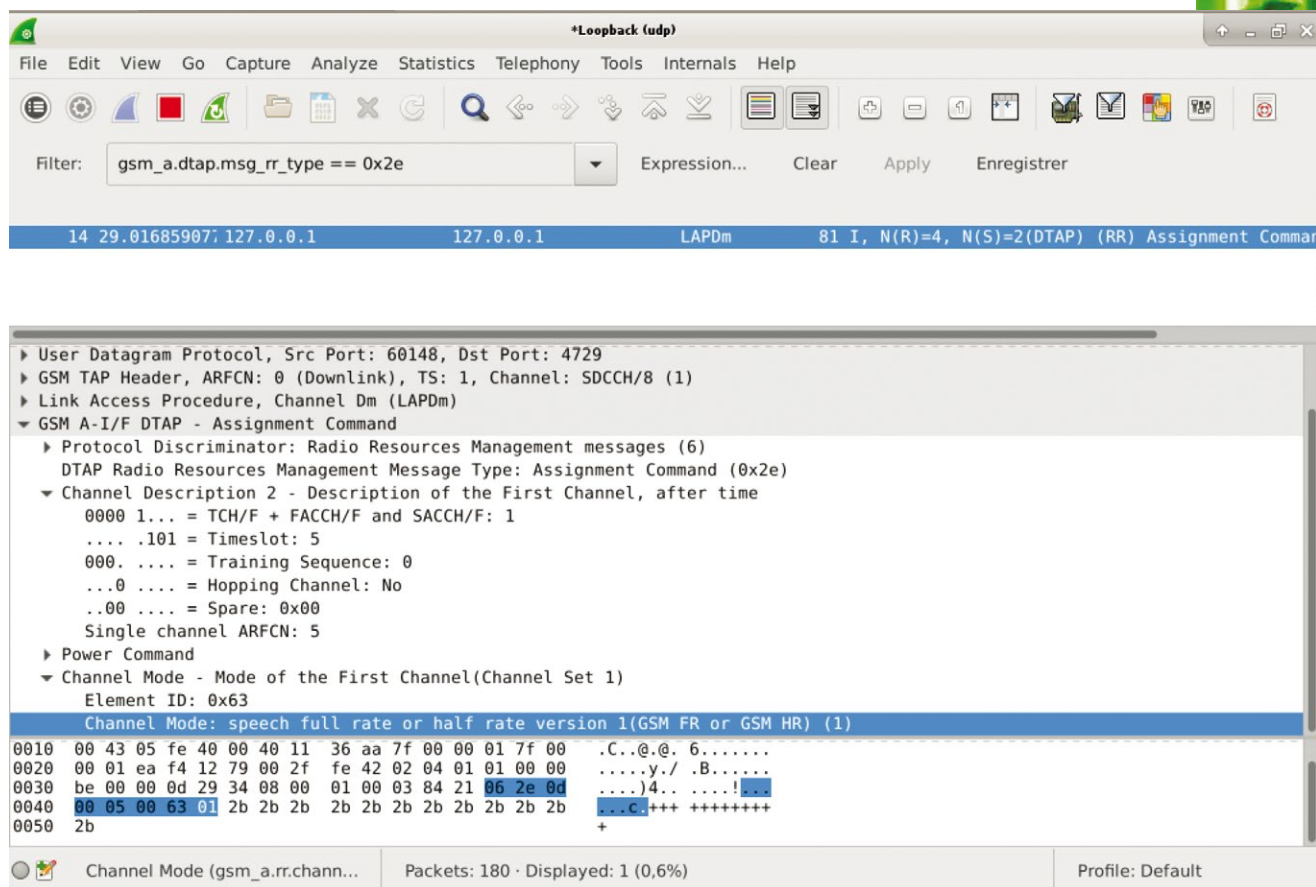 *Loopback (udp)
File Edit View Go Capture Analyze Statistics Telephony Tools Internals Help
Filter: gsm_a.dtap.msg_rr_type == 0x2e Expression... Clear Apply Enregistrer
14 29.016859077 127.0.0.1 127.0.0.1 LAPDm 81 I, N(R)=4, N(S)=2(DTAP) (RR) Assignment Comman
User Datagram Protocol, Src Port: 60148, Dst Port: 4729
GSM TAP Header, ARFCN: 0 (Downlink), TS: 1, Channel: SDCCH/8 (1)
Link Access Procedure, Channel Dm (LAPDm)
GSM A-I/F DTAP - Assignment Command
Protocol Discriminator: Radio Resources Management messages (6)
DTAP Radio Resources Management Message Type: Assignment Command (0x2e)
Channel Description 2 - Description of the First Channel, after time
0000 1... = TCH/F + FACCH/F and SACCH/F: 1
.... .101 = Timeslot: 5
000. .... = Training Sequence: 0
...0 .... = Hopping Channel: No
..00 .... = Spare: 0x00
Single channel ARFCN: 5
Power Command
Channel Mode - Mode of the First Channel(Channel Set 1)
Element ID: 0x63
Channel Mode: speech full rate or half rate version 1(GSM FR or GSM HR) (1)
0010 00 43 05 fe 40 00 40 11 36 aa 7f 00 00 01 7f 00 .C..@.@. 6.......
0020 00 01 ea f4 12 79 00 2f fe 42 02 04 01 01 00 00 .....y./ .B......
0030 be 00 00 0d 29 34 08 00 01 00 03 84 21 06 2e 0d ....)4.. ....!...
0040 00 05 00 63 01 2b 2b 2b 2b 2b 2b 2b 2b 2b 2b 2b ...c.+++ ++++++++
0050 2b +
Channel Mode (gsm_a.rr.chann... Packets: 180 · Displayed: 1 (0,6%) Profile: Default